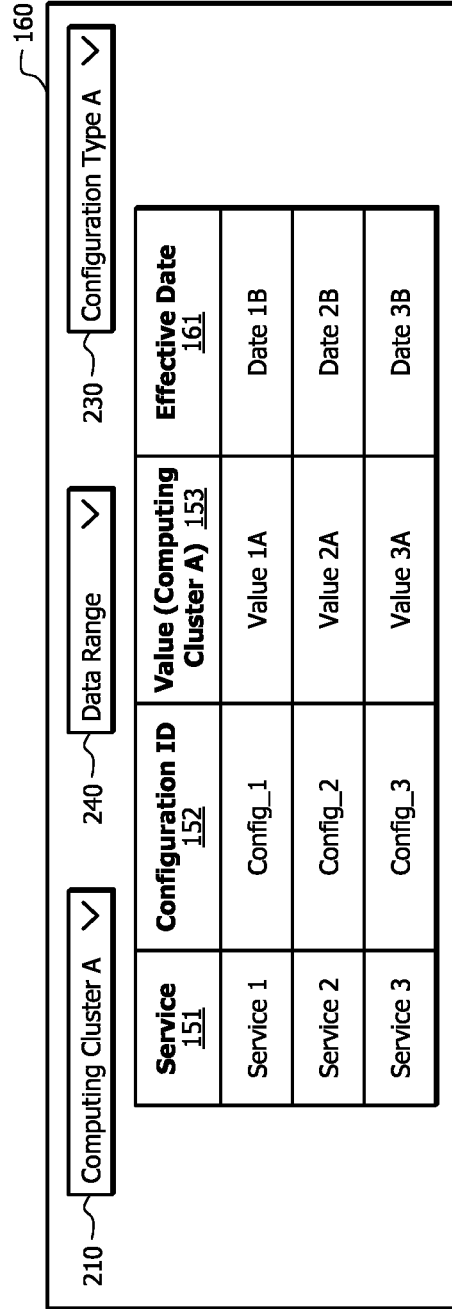 160
210 Computing Cluster A
240 Data Range
230 Configuration Type A
Service 151
Configuration ID 152
Value (Computing Cluster A) 153
Effective Date 161
Service 1 Config_1 Value 1A Date 1B
Service 2 Config_2 Value 2A Date 2B
Service 3 Config_3 Value 3A Date 3B